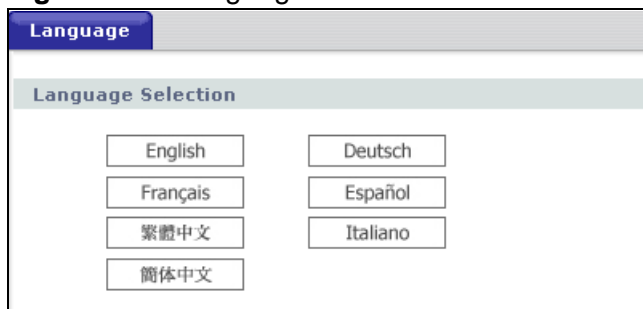 Language
Language Selection
English
Deutsch
Français
Español
繁體中文
Italiano
簡体中文